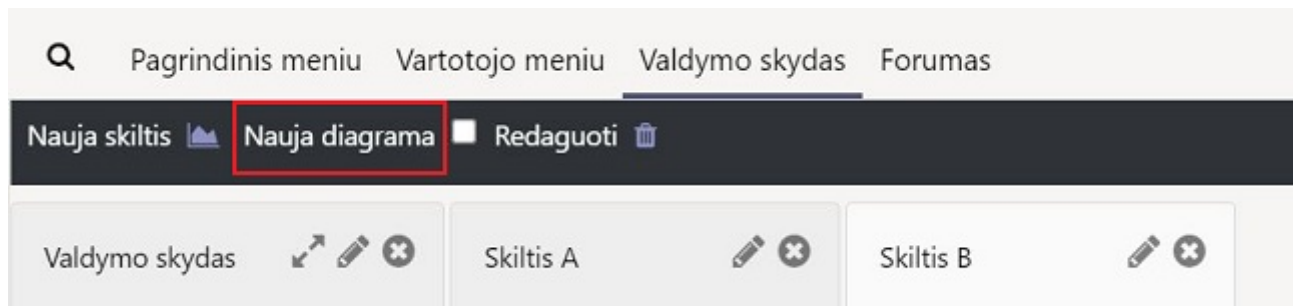 Pagrindinis meniu Vartotojo meniu Valdymo skydas Forumas
Nauja skiltis Nauja diagrama Redaguoti
Valdymo skydas Skiltis A Skiltis B